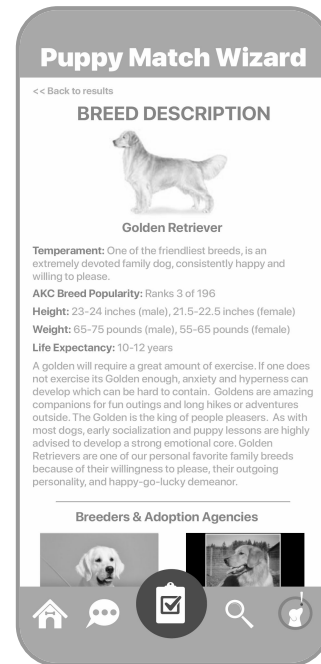 Puppy Match Wizard
<< Back to results
BREED DESCRIPTION
Golden Retriever
Temperament: One of the friendliest breeds, is an
extremely devoted family dog, consistently happy and
willing to please.
AKC Breed Popularity: Ranks 3 of 196
Height: 23-24 inches (male), 21.5-22.5 inches (female)
Weight: 65-75 pounds (male), 55-65 pounds (female)
Life Expectancy: 10-12 years
A golden will require a great amount of exercise. If one does
not exercise its Golden enough, anxiety and hyperness can
develop which can be hard to contain. Goldens are amazing
companions for fun outings and long hikes or adventures
outside. The Golden is the king of people pleasers. As with
most dogs, early socialization and puppy lessons are highly
advised to develop a strong emotional core. Golden
Retrievers are one of our personal favorite family breeds
because of their willingness to please, their outgoing
personality, and happy-go-lucky demeanor.
Breeders & Adoption Agencies